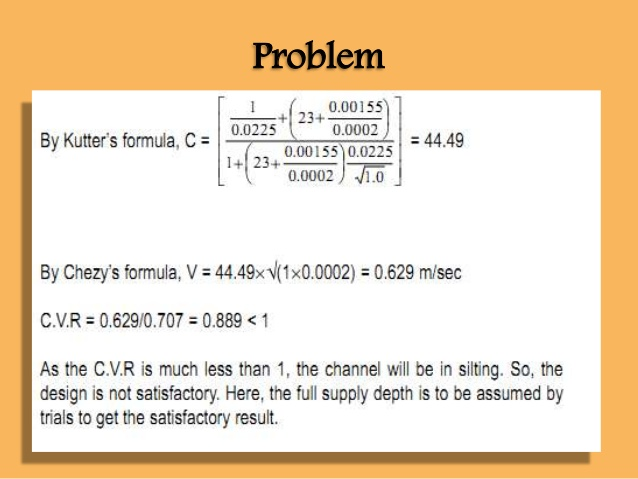 Problem
By Kutter's formula, C = [ 1/0.0225 + (23 + 0.00155/0.0002) / 1 + (23 + 0.00155/0.0002) 0.0225/√1.0 ] = 44.49
By Chezy's formula, V = 44.49×√(1×0.0002) = 0.629 m/sec
C.V.R = 0.629/0.707 = 0.889 < 1
As the C.V.R is much less than 1, the channel will be in silting. So, the
design is not satisfactory. Here, the full supply depth is to be assumed by
trials to get the satisfactory result.